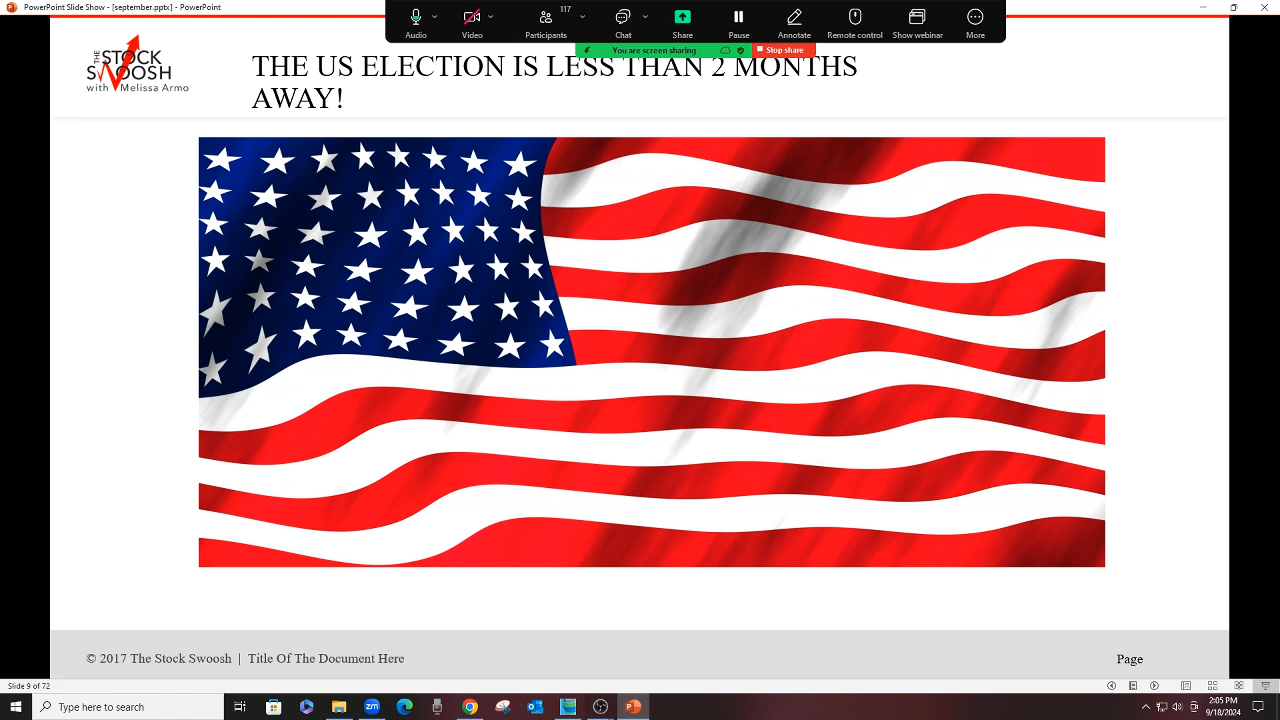 PowerPoint Slide Show - [september.pptx] - PowerPoint
117
Audio
Video
Participants
Chat
Share
Pause
Annotate
Remote control
Show webinar
More
You are screen sharing
Stop share
THE
STOCK
SWOOSH
with Melissa Armo
THE US ELECTION IS LESS THAN 2 MONTHS
AWAY!
© 2017 The Stock Swoosh | Title Of The Document Here
Page
Slide 9 of 72
Type here to search
zm
2:05 PM
9/18/2024